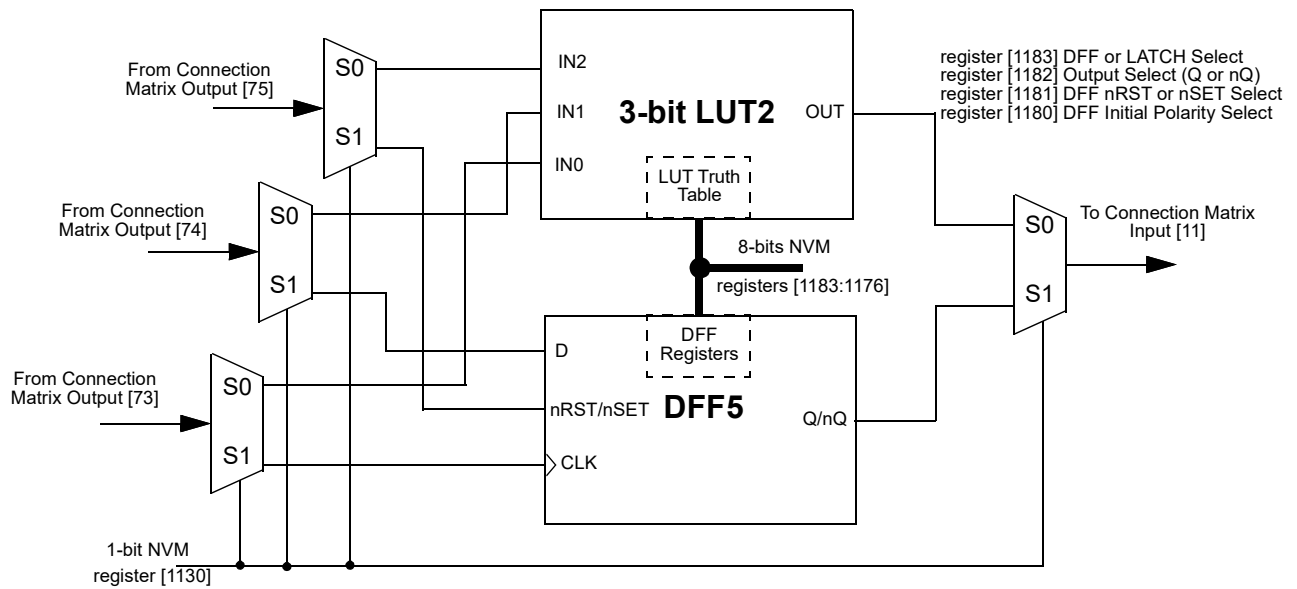 From Connection
Matrix Output [75]
S0
S1
IN2
IN1
IN0
3-bit LUT2
OUT
LUT Truth
Table
register [1183] DFF or LATCH Select
register [1182] Output Select (Q or nQ)
register [1181] DFF nRST or nSET Select
register [1180] DFF Initial Polarity Select
From Connection
Matrix Output [74]
S0
S1
8-bits NVM
registers [1183:1176]
S0
S1
To Connection Matrix
Input [11]
From Connection
Matrix Output [73]
S0
S1
D
nRST/nSET
CLK
DFF
Registers
DFF5
Q/nQ
1-bit NVM
register [1130]